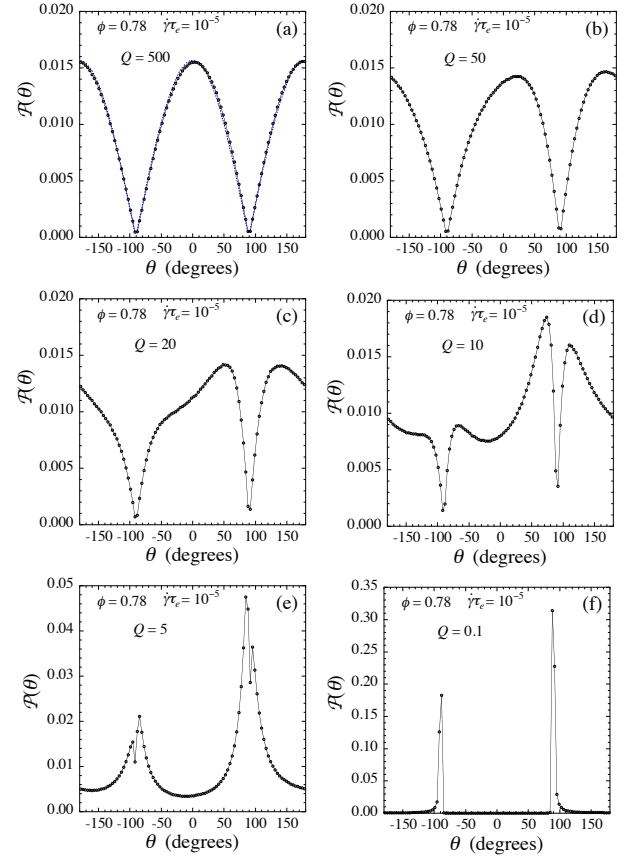 0.020
ϕ = 0.78 γ̇τₑ = 10⁻⁵ (a)
Q = 500
0.015
𝒫(θ)
0.010
0.005
0.000
-150 -100 -50 0 50 100 150
θ (degrees)
0.020
ϕ = 0.78 γ̇τₑ = 10⁻⁵ (b)
Q = 50
0.015
𝒫(θ)
0.010
0.005
0.000
-150 -100 -50 0 50 100 150
θ (degrees)
0.020
ϕ = 0.78 γ̇τₑ = 10⁻⁵ (c)
Q = 20
0.015
𝒫(θ)
0.010
0.005
0.000
-150 -100 -50 0 50 100 150
θ (degrees)
0.020
ϕ = 0.78 γ̇τₑ = 10⁻⁵ (d)
Q = 10
0.015
𝒫(θ)
0.010
0.005
0.000
-150 -100 -50 0 50 100 150
θ (degrees)
0.05
ϕ = 0.78 γ̇τₑ = 10⁻⁵ (e)
Q = 5
0.04
0.03
𝒫(θ)
0.02
0.01
0.00
-150 -100 -50 0 50 100 150
θ (degrees)
0.35
ϕ = 0.78 γ̇τₑ = 10⁻⁵ (f)
0.30
Q = 0.1
0.25
0.20
𝒫(θ)
0.15
0.10
0.05
0.00
-150 -100 -50 0 50 100 150
θ (degrees)